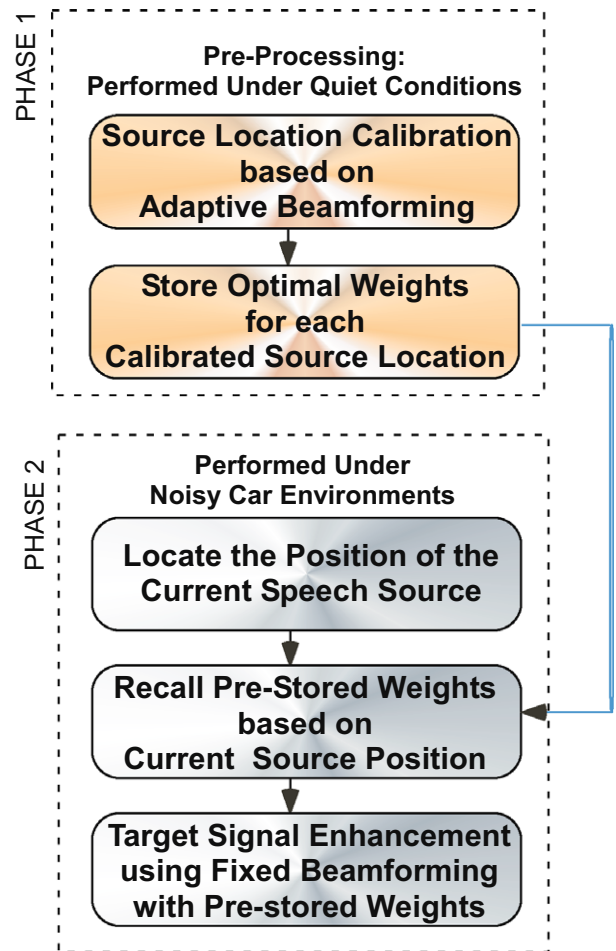 PHASE 1
Pre-Processing:
Performed Under Quiet Conditions
Source Location Calibration
based on
Adaptive Beamforming
Store Optimal Weights
for each
Calibrated Source Location
PHASE 2
Performed Under
Noisy Car Environments
Locate the Position of the
Current Speech Source
Recall Pre-Stored Weights
based on
Current Source Position
Target Signal Enhancement
using Fixed Beamforming
with Pre-stored Weights